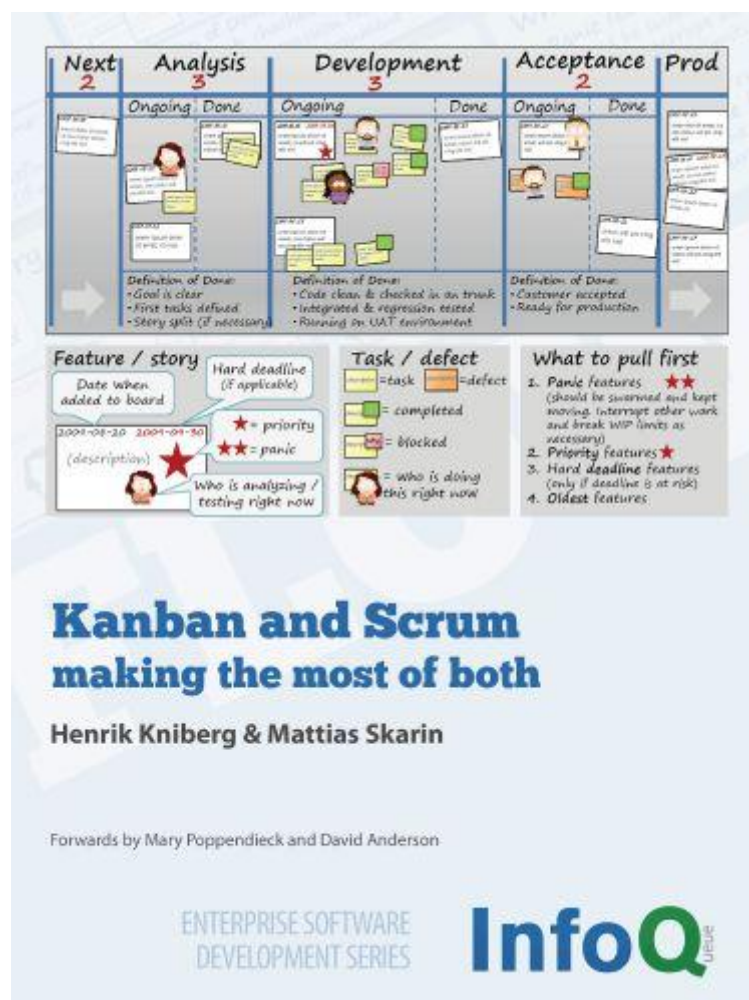 Next Analysis Development Acceptance Prod
2 3 3 2
Ongoing Done Ongoing Done Ongoing Done
Definition of Done:
• Goal is clear
• First tasks defined
• Story split (if necessary)
Definition of Done:
• Code clean & checked in on trunk
• Integrated & regression tested
• Running on UAT environment
Definition of Done:
• Customer accepted
• Ready for production
Feature / story
Date when
added to board
Hard deadline
(if applicable)
2009-08-20 2009-09-30
(description)
= priority
= panic
Who is analyzing /
testing right now
Task / defect
=task =defect
= completed
= blocked
= who is doing
this right now
What to pull first
1. Panic features
(should be swarmed and kept
moving. Interrupt other work
and break WIP limits as
necessary)
2. Priority features
3. Hard deadline features
(only if deadline is at risk)
4. Oldest features
Kanban and Scrum
making the most of both
Henrik Kniberg & Mattias Skarin
Forwards by Mary Poppendieck and David Anderson
ENTERPRISE SOFTWARE
DEVELOPMENT SERIES
InfoQ
ueue